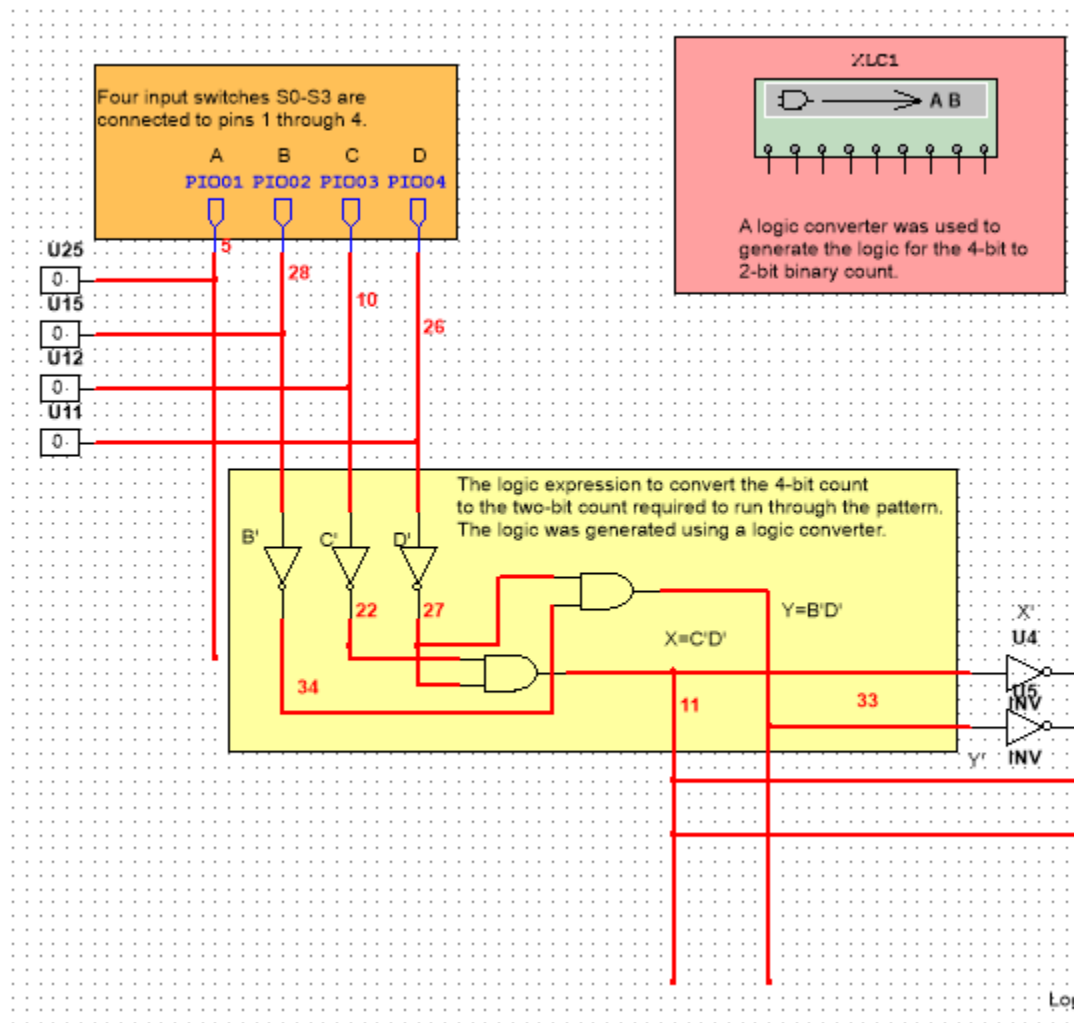 XLC1
A B
Four input switches S0-S3 are
connected to pins 1 through 4.
A B C D
PIO01 PIO02 PIO03 PIO04
A logic converter was used to
generate the logic for the 4-bit to
2-bit binary count.
5
U25
28
0
10
U15
26
0
U12
0
U11
0
The logic expression to convert the 4-bit count
to the two-bit count required to run through the pattern.
The logic was generated using a logic converter.
B' C' D'
22 27
Y=B'D'
X'
X=C'D'
U4
34
11
33
U5
INV
Y'
INV
Log